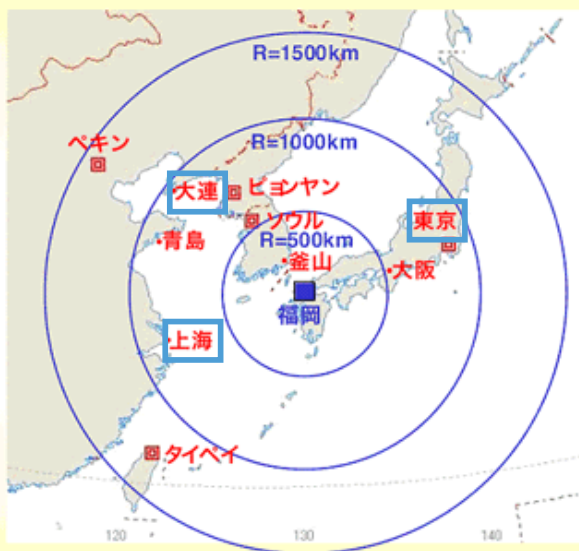 R=1500km
ペキン
R=1000km
大連
ピョンヤン
ソウル
東京
R=500km
青島
釜山
大阪
福岡
上海
タイペイ
120
130
140